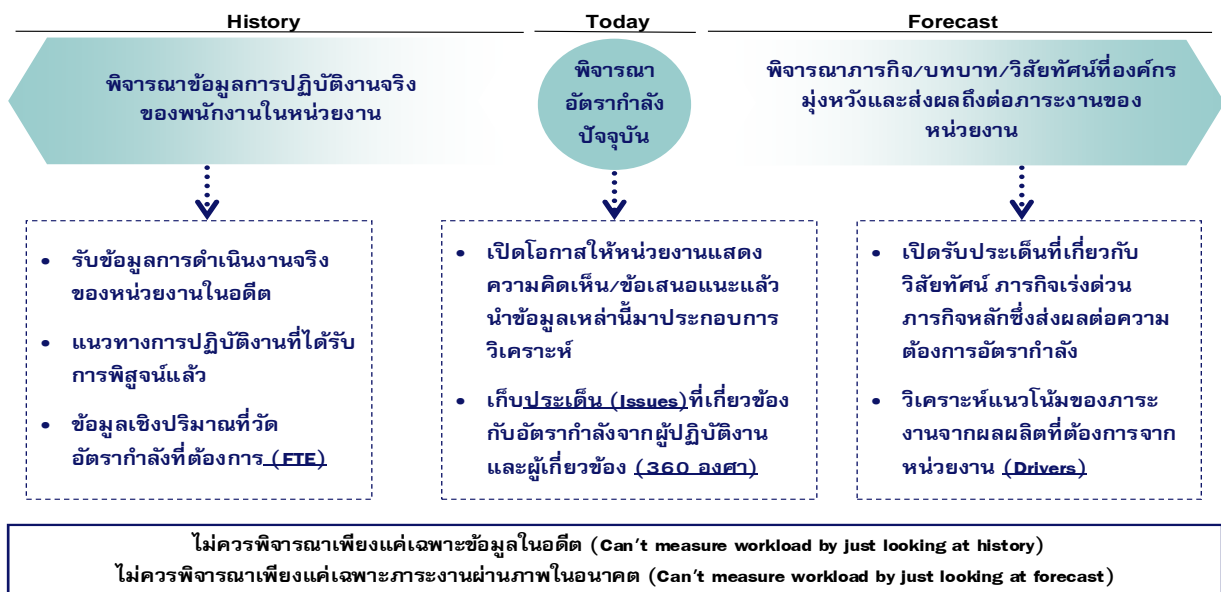 History
Today
Forecast
พิจารณาข้อมูลการปฏิบัติงานจริง
ของพนักงานในหน่วยงาน
พิจารณา
อัตรากำลัง
ปัจจุบัน
พิจารณาภารกิจ/บทบาท/วิสัยทัศน์ที่องค์กร
มุ่งหวังและส่งผลถึงต่อภาระงานของ
หน่วยงาน
• รับข้อมูลการดำเนินงานจริง
ของหน่วยงานในอดีต
• แนวทางการปฏิบัติงานที่ได้รับ
การพิสูจน์แล้ว
• ข้อมูลเชิงปริมาณที่วัด
อัตรากำลังที่ต้องการ (FTE)
• เปิดโอกาสให้หน่วยงานแสดง
ความคิดเห็น/ข้อเสนอแนะแล้ว
นำข้อมูลเหล่านี้มาประกอบการ
วิเคราะห์
• เก็บประเด็น (Issues)ที่เกี่ยวข้อง
กับอัตรากำลังจากผู้ปฏิบัติงาน
และผู้เกี่ยวข้อง (360 องศา)
• เปิดรับประเด็นที่เกี่ยวกับ
วิสัยทัศน์ ภารกิจเร่งด่วน
ภารกิจหลักซึ่งส่งผลต่อความ
ต้องการอัตรากำลัง
• วิเคราะห์แนวโน้มของภาระ
งานจากผลผลิตที่ต้องการจาก
หน่วยงาน (Drivers)
ไม่ควรพิจารณาเพียงแค่เฉพาะข้อมูลในอดีต (Can't measure workload by just looking at history)
ไม่ควรพิจารณาเพียงแค่เฉพาะภาระงานผ่านภาพในอนาคต (Can't measure workload by just looking at forecast)